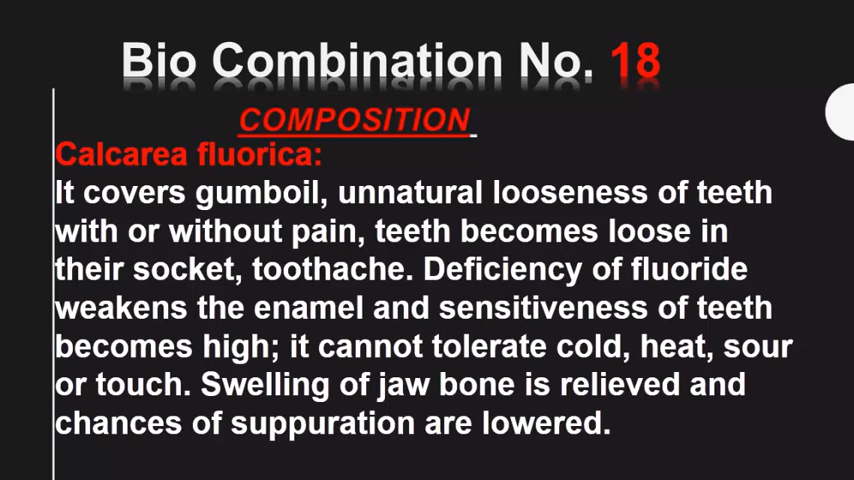 Bio Combination No. 18
COMPOSITION
Calcarea fluorica:
It covers gumboil, unnatural looseness of teeth
with or without pain, teeth becomes loose in
their socket, toothache. Deficiency of fluoride
weakens the enamel and sensitiveness of teeth
becomes high; it cannot tolerate cold, heat, sour
or touch. Swelling of jaw bone is relieved and
chances of suppuration are lowered.